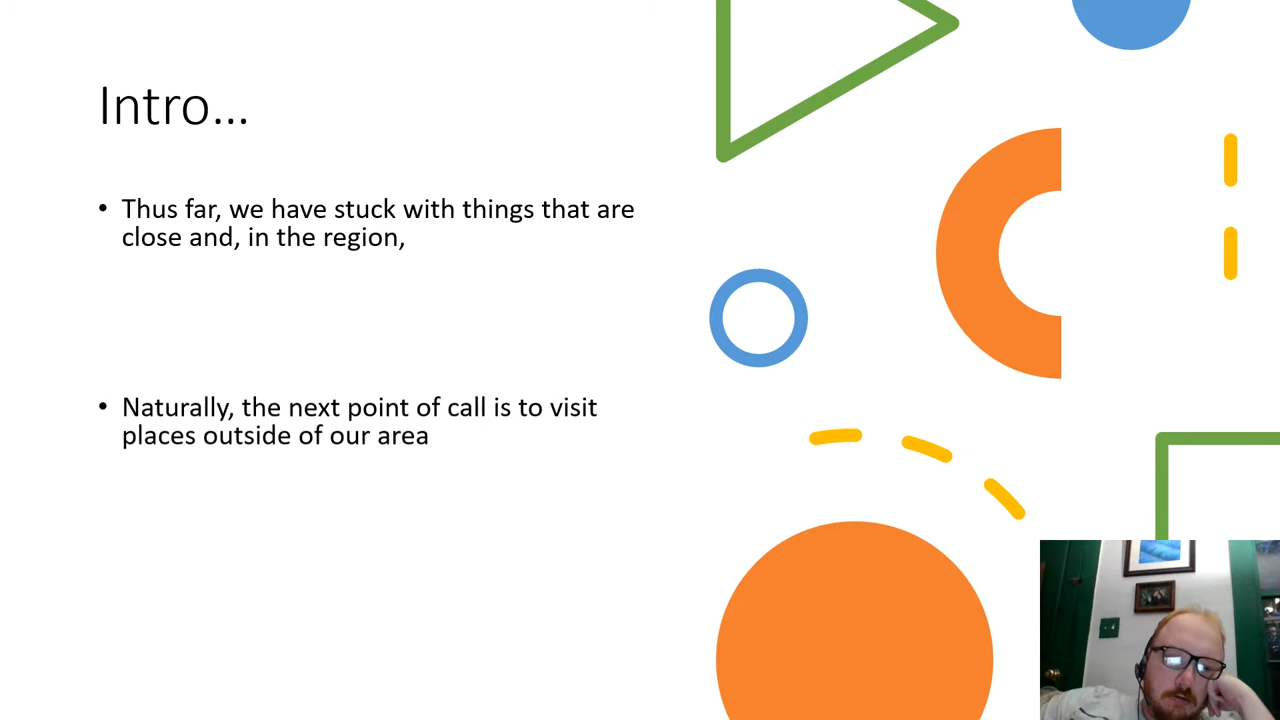 Intro...
• Thus far, we have stuck with things that are
close and, in the region,
• Naturally, the next point of call is to visit
places outside of our area